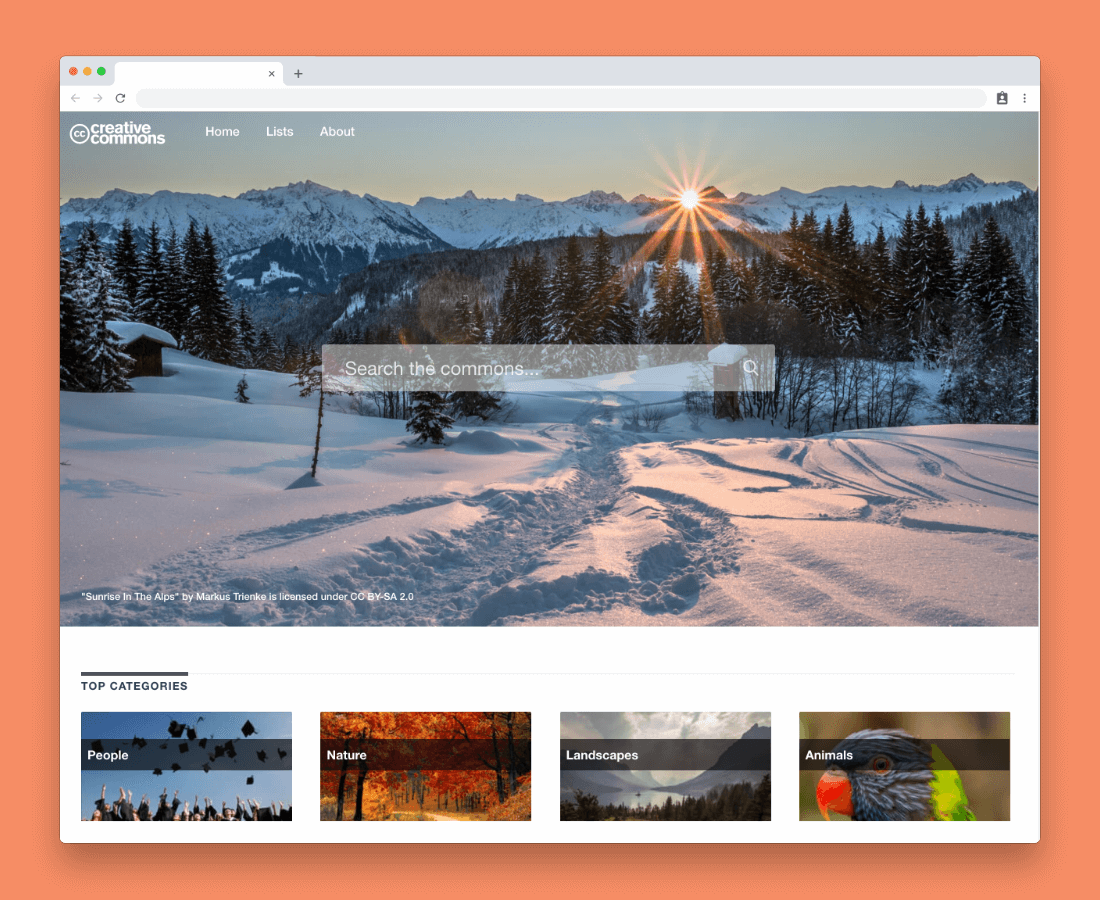 creative
commons
Home Lists About
Search the commons...
"Sunrise In The Alps" by Markus Trienke is licensed under CC BY-SA 2.0
TOP CATEGORIES
People Nature Landscapes Animals